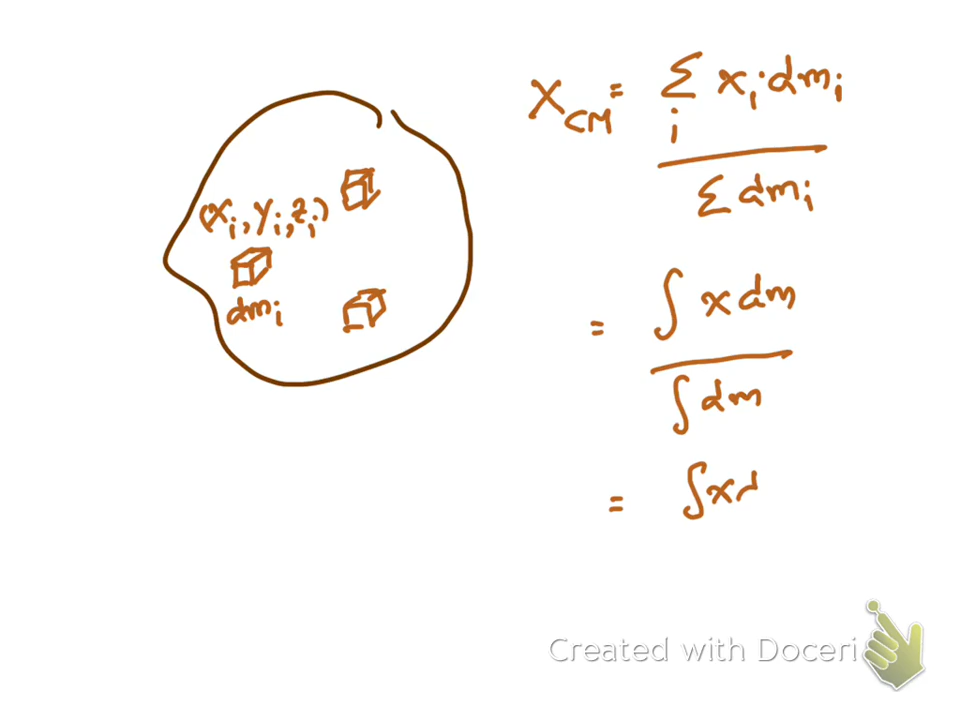 X_CM = Σ_i x_i · dm_i
Σ dm_i
(x_i, y_i, z_i)
dm_i
= ∫ x dm
∫ dm
= ∫ x
Created with Doceri